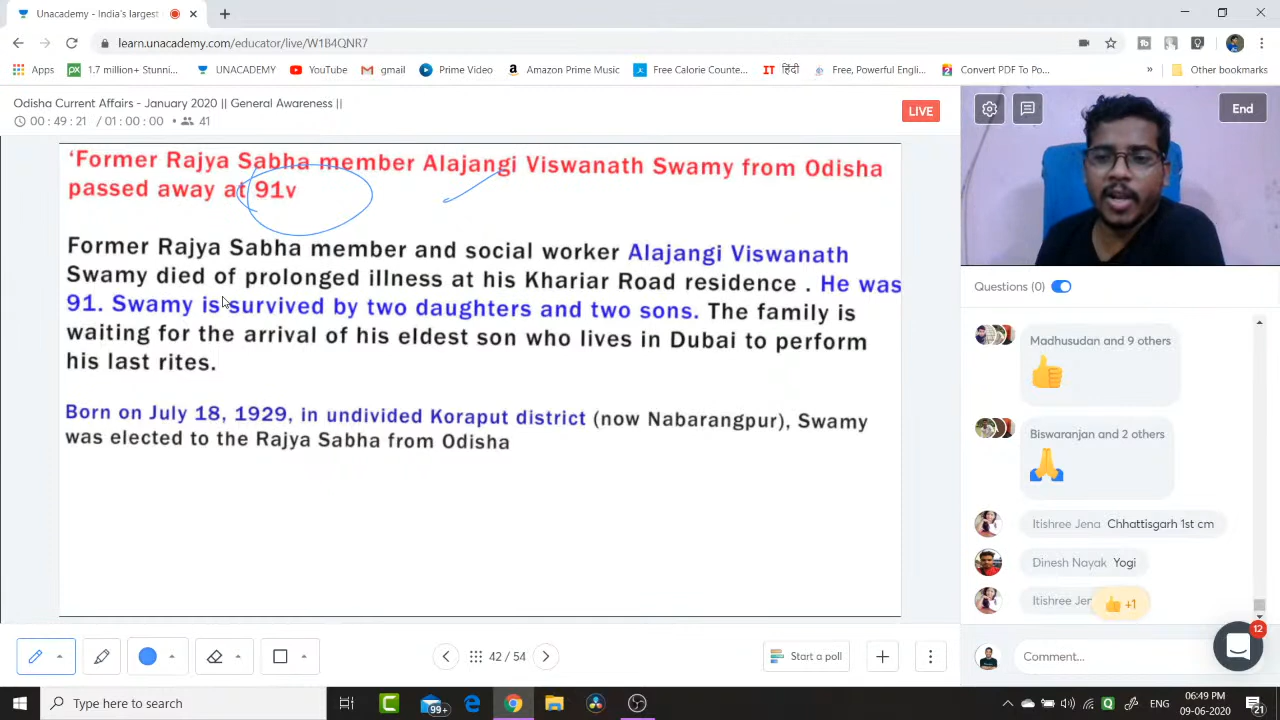 Unacademy - India's largest
learn.unacademy.com/educator/live/W1B4QNR7
Apps
1.7 million+ Stunni...
UNACADEMY
YouTube
gmail
Prime Video
Amazon Prime Music
Free Calorie Counte...
IT हिंदी
Free, Powerful Engli...
Convert PDF To Po...
»
Other bookmarks
Odisha Current Affairs - January 2020 || General Awareness ||
00 : 49 : 21 / 01 : 00 : 00 • 41
LIVE
End
‘Former Rajya Sabha member Alajangi Viswanath Swamy from Odisha
passed away at 91v
Former Rajya Sabha member and social worker Alajangi Viswanath
Swamy died of prolonged illness at his Khariar Road residence . He was
91. Swamy is survived by two daughters and two sons. The family is
waiting for the arrival of his eldest son who lives in Dubai to perform
his last rites.
Born on July 18, 1929, in undivided Koraput district (now Nabarangpur), Swamy
was elected to the Rajya Sabha from Odisha
Questions (0)
Madhusudan and 9 others
Biswaranjan and 2 others
Itishree Jena Chhattisgarh 1st cm
Dinesh Nayak Yogi
Itishree Jer
+1
12
Comment...
42 / 54
Start a poll
Type here to search
99+
ENG
06:49 PM
09-06-2020
21